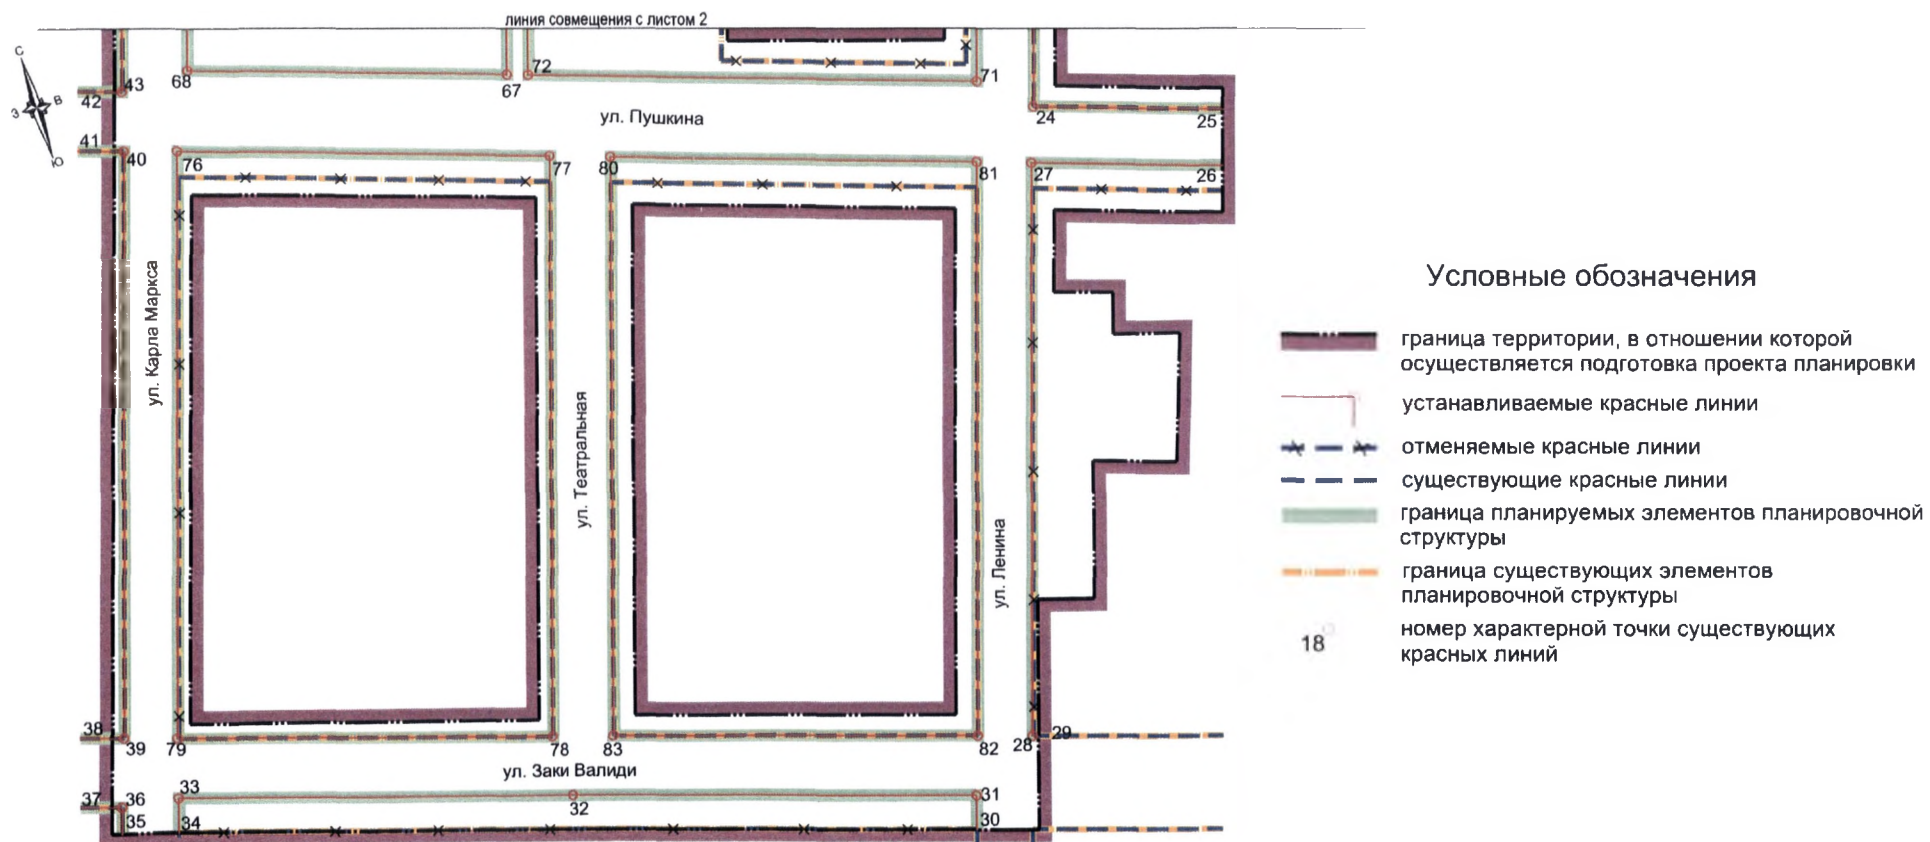 линия совмещения с листом 2
С
В
З
Ю
43
42
68
67
72
71
24
25
ул. Пушкина
41
40
76
77
80
81
27
26
ул. Карла Маркса
ул. Театральная
ул. Ленина
38
39
79
78
83
82
28
29
ул. Заки Валиди
37
36
35
33
34
32
31
30
Условные обозначения
граница территории, в отношении которой
осуществляется подготовка проекта планировки
устанавливаемые красные линии
отменяемые красные линии
существующие красные линии
граница планируемых элементов планировочной
структуры
граница существующих элементов
планировочной структуры
18
номер характерной точки существующих
красных линий